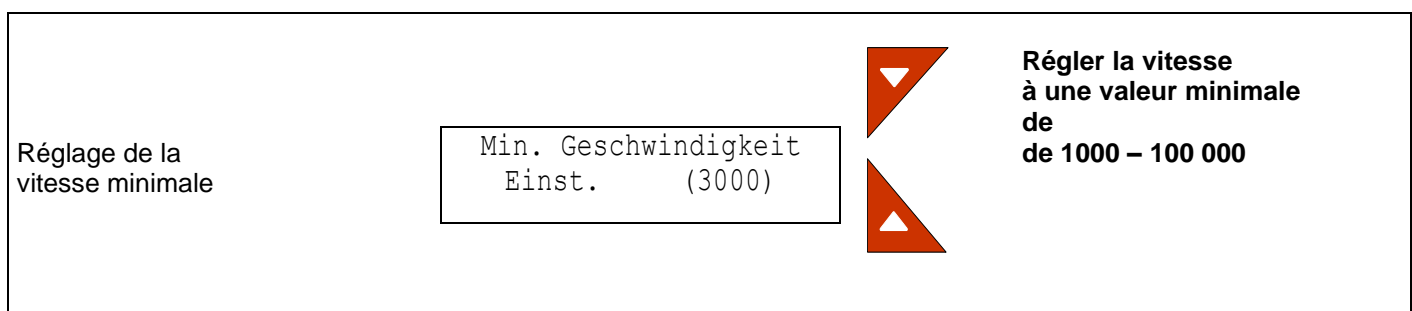 Réglage de la
vitesse minimale
Min. Geschwindigkeit
Einst. (3000)
Régler la vitesse
à une valeur minimale
de
de 1000 – 100 000